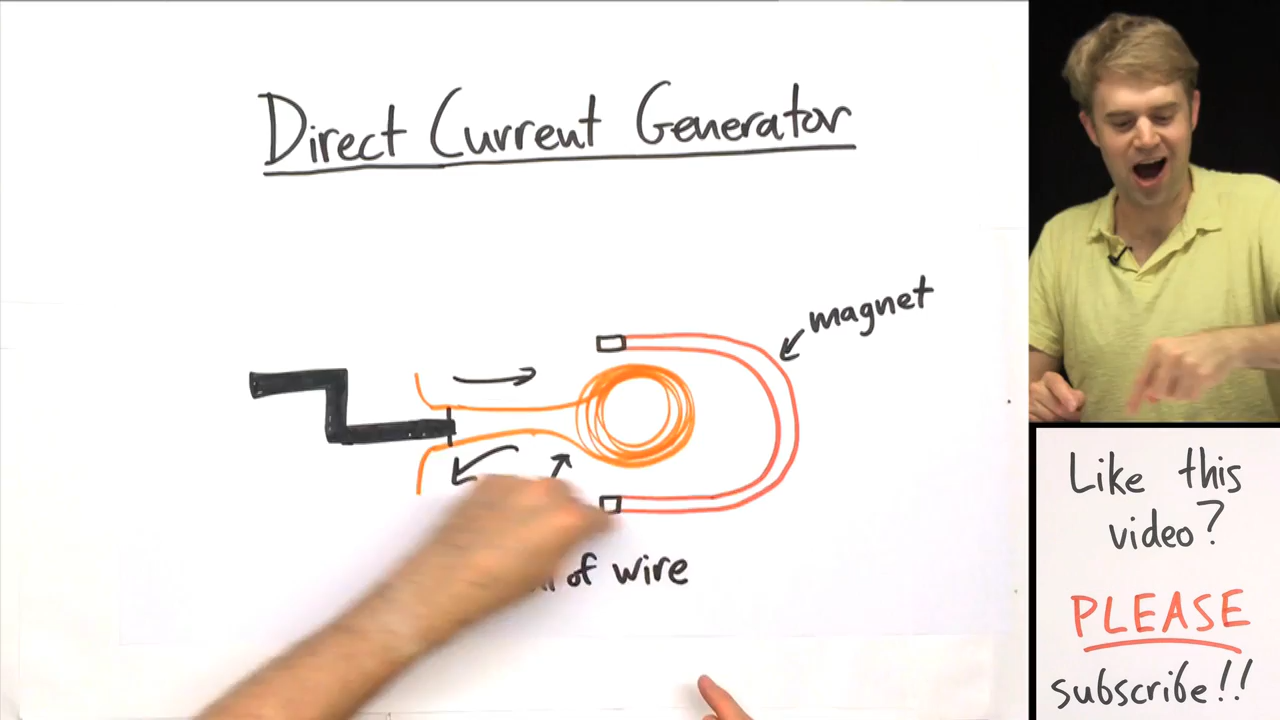 Direct Current Generator
magnet
of wire
Like this
video?
PLEASE
subscribe!!